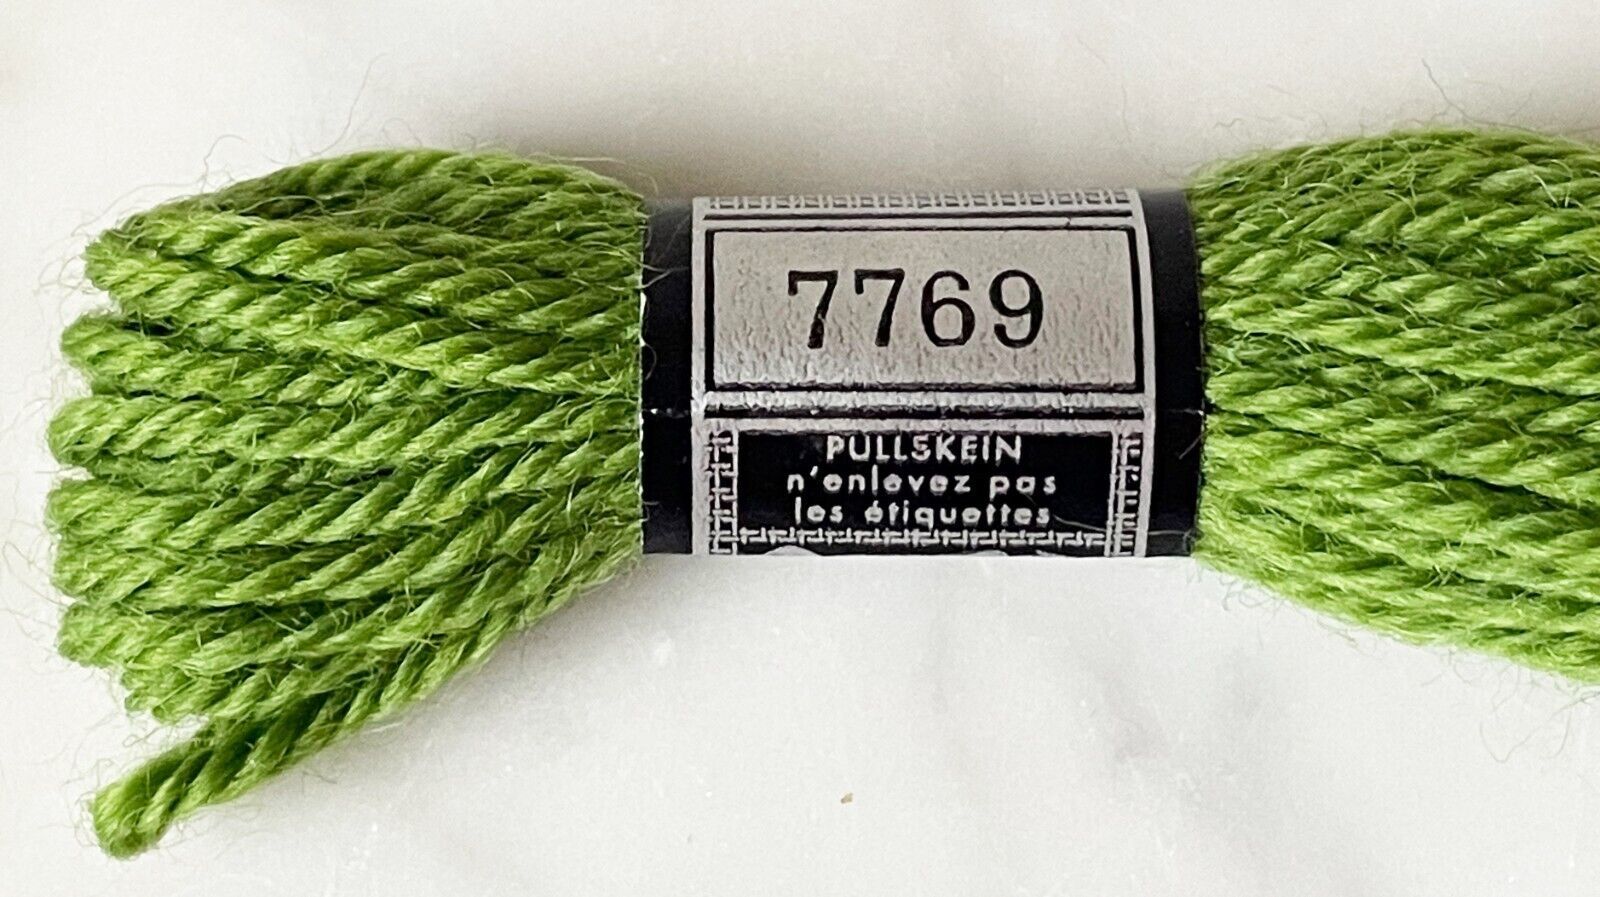 7769
PULLSKEIN
n'enlevez pas
les étiquettes